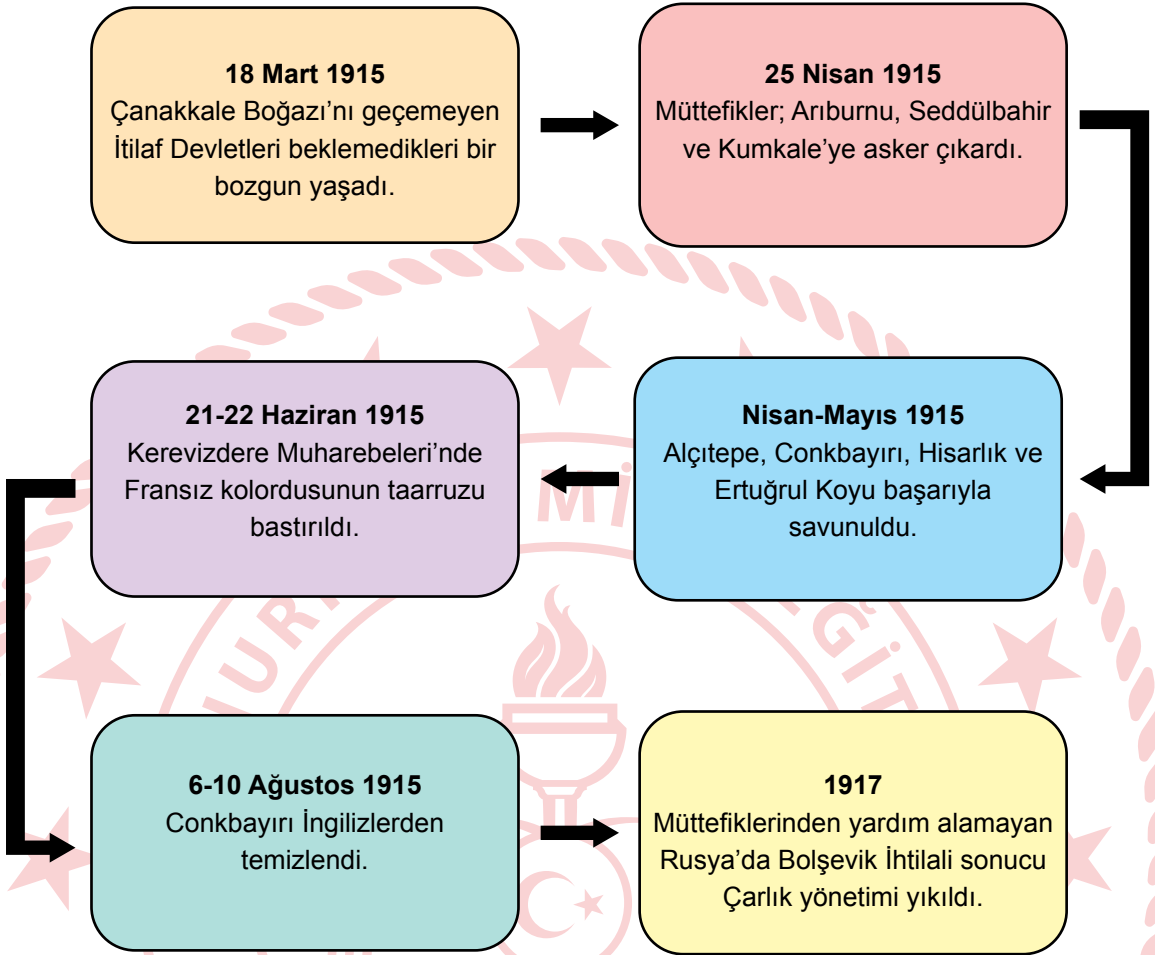 18 Mart 1915
Çanakkale Boğazı’nı geçemeyen
İtilaf Devletleri beklemedikleri bir
bozgun yaşadı.
25 Nisan 1915
Müttefikler; Arıburnu, Seddülbahir
ve Kumkale’ye asker çıkardı.
Nisan-Mayıs 1915
Alçıtepe, Conkbayırı, Hisarlık ve
Ertuğrul Koyu başarıyla
savunuldu.
21-22 Haziran 1915
Kerevizdere Muharebeleri’nde
Fransız kolordusunun taarruzu
bastırıldı.
6-10 Ağustos 1915
Conkbayırı İngilizlerden
temizlendi.
1917
Müttefiklerinden yardım alamayan
Rusya’da Bolşevik İhtilali sonucu
Çarlık yönetimi yıkıldı.